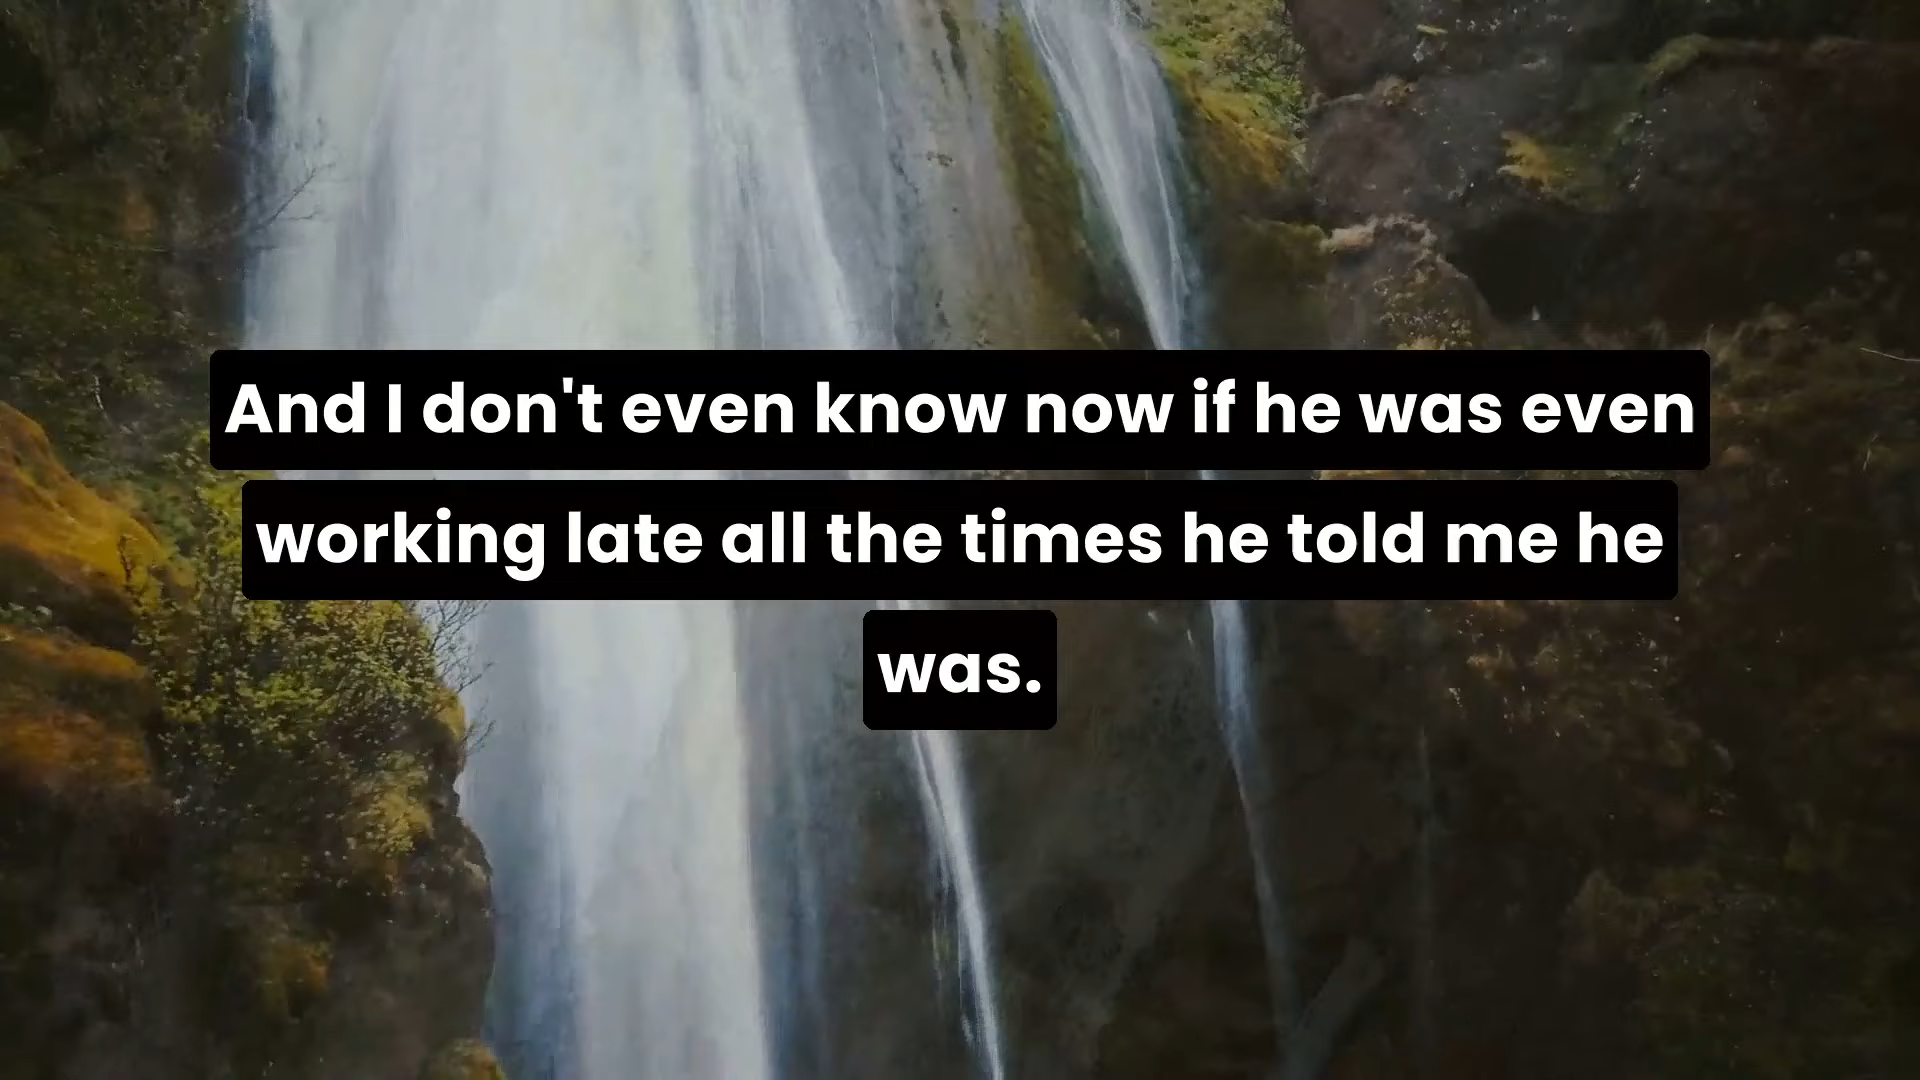 And I don't even know now if he was even
working late all the times he told me he
was.